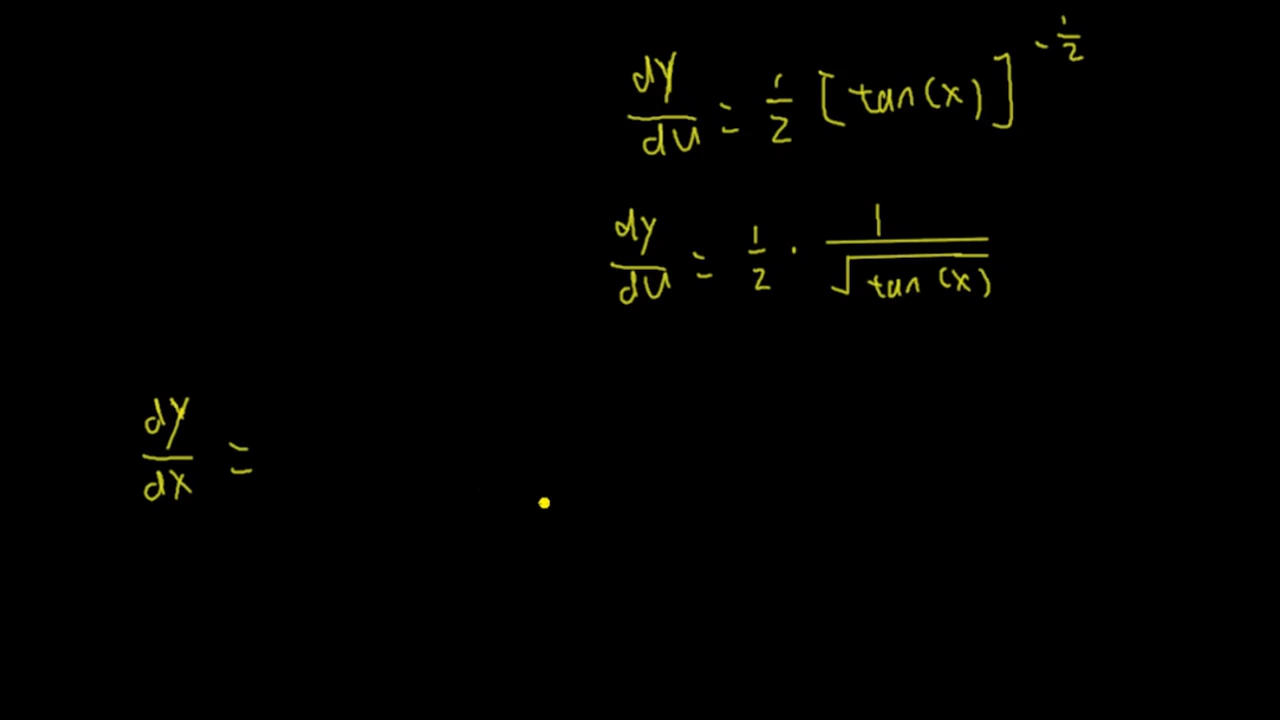 dy/du = 1/2 [tan(x)]^-1/2
dy/du = 1/2 · 1/√tan(x)
dy/dx =